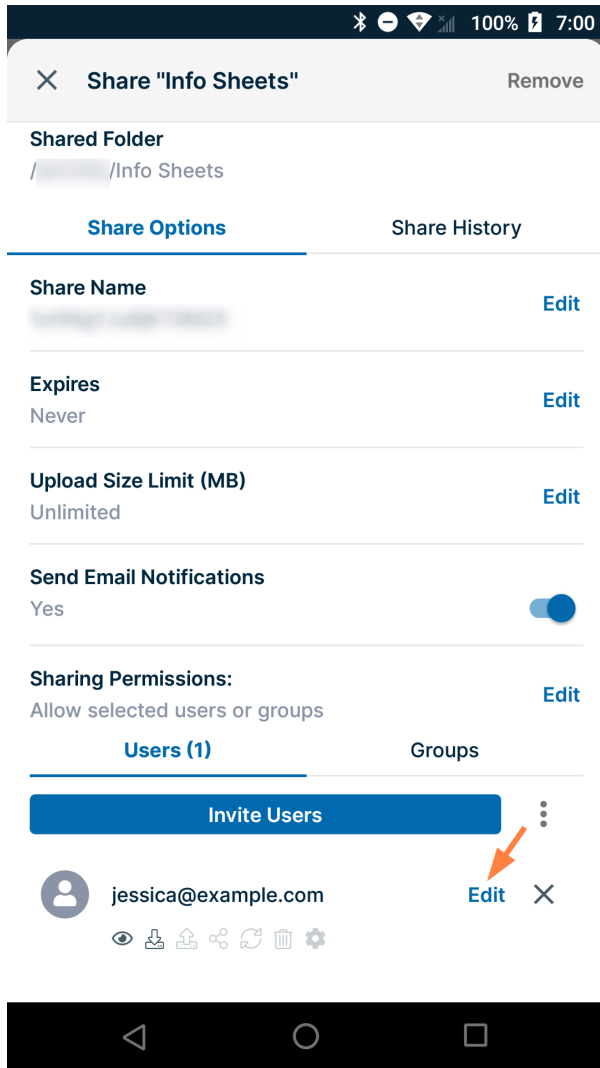 100% 7:00
Share "Info Sheets" Remove
Shared Folder
/ /Info Sheets
Share Options Share History
Share Name
Edit
Expires
Never
Edit
Upload Size Limit (MB)
Unlimited
Edit
Send Email Notifications
Yes
Sharing Permissions:
Allow selected users or groups
Edit
Users (1) Groups
Invite Users
jessica@example.com Edit